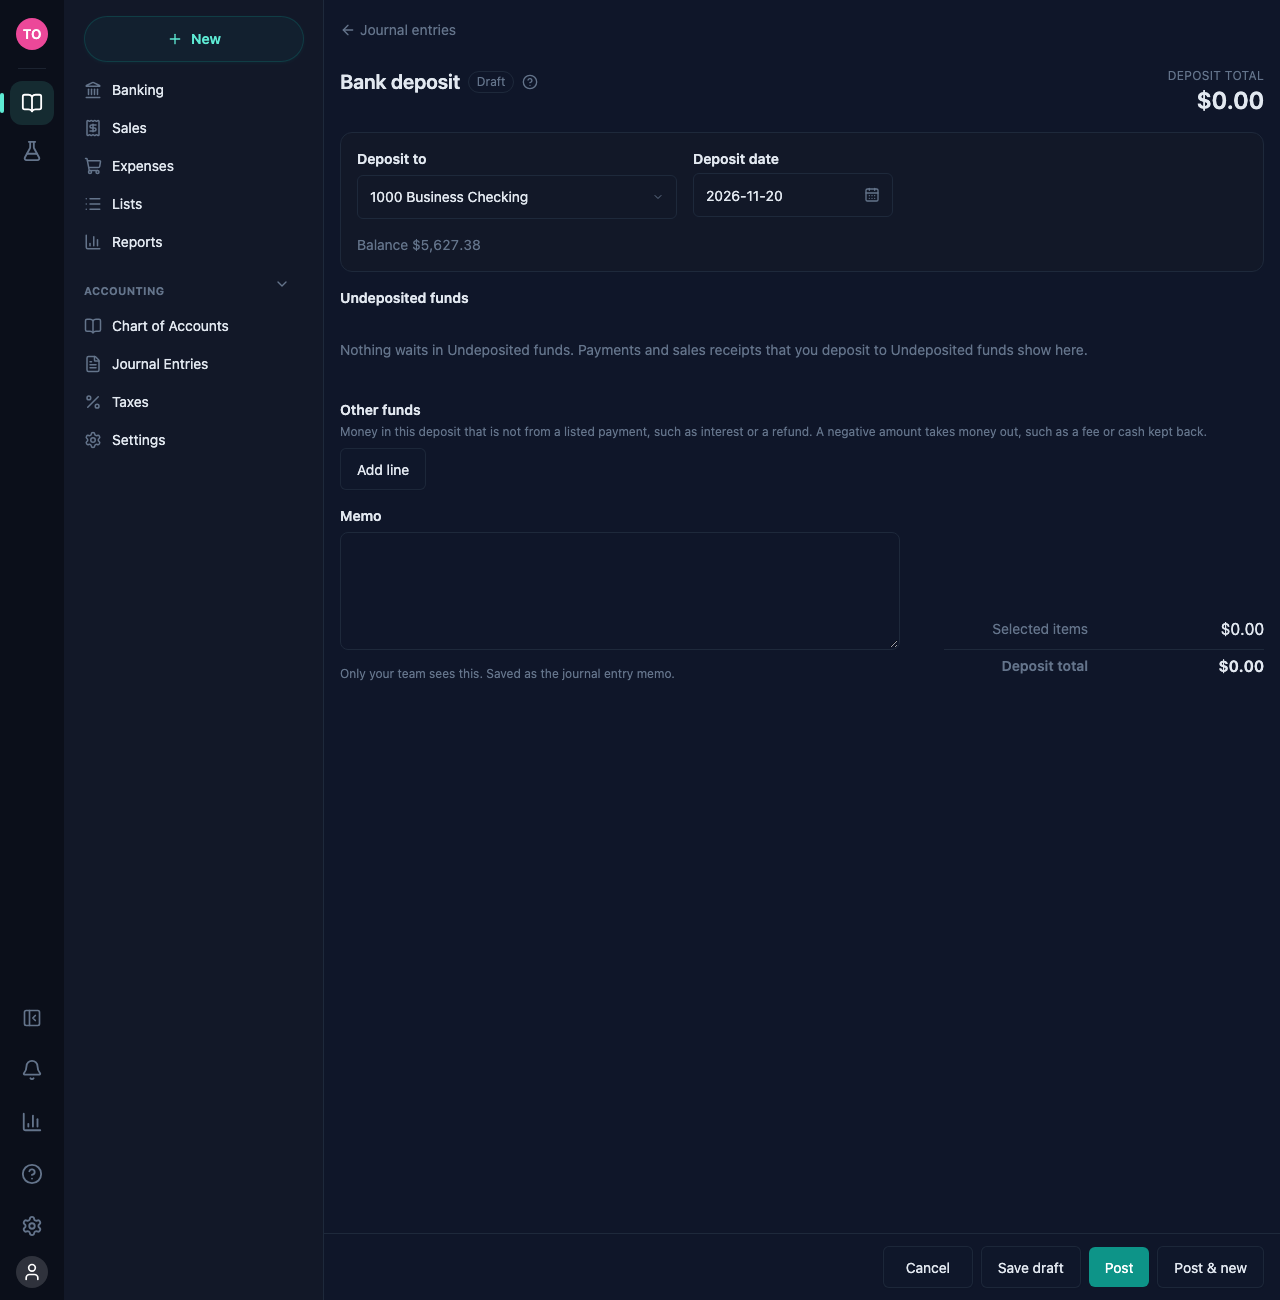 TO
New
Banking
Sales
Expenses
Lists
Reports
ACCOUNTING
Chart of Accounts
Journal Entries
Taxes
Settings
Journal entries
Bank deposit
Draft
DEPOSIT TOTAL
$0.00
Deposit to
Deposit date
1000 Business Checking
2026-11-20
Balance $5,627.38
Undeposited funds
Nothing waits in Undeposited funds. Payments and sales receipts that you deposit to Undeposited funds show here.
Other funds
Money in this deposit that is not from a listed payment, such as interest or a refund. A negative amount takes money out, such as a fee or cash kept back.
Add line
Memo
Only your team sees this. Saved as the journal entry memo.
Selected items $0.00
Deposit total $0.00
Cancel
Save draft
Post
Post & new